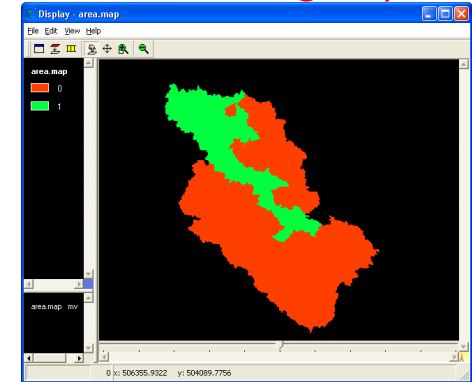 Display - area.map
File Edit View Help
area.map
0
1
area.map mv
0 x: 506355.9322 y: 504089.7756